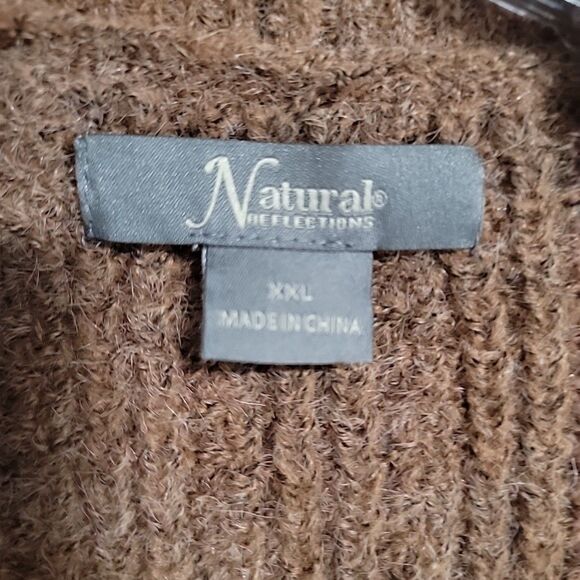 Natural®
REFLECTIONS
XXL
MADE IN CHINA